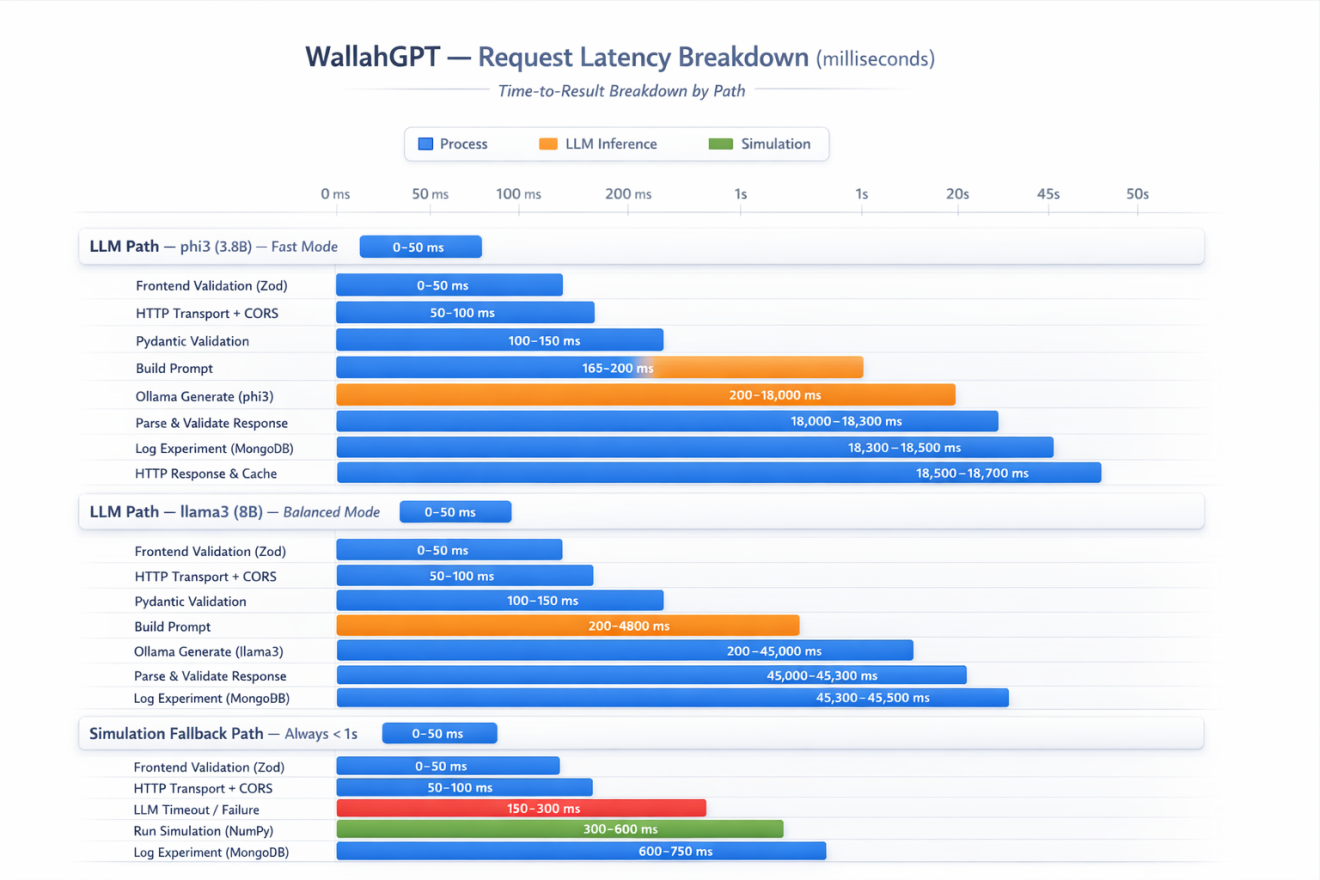 WallahGPT — Request Latency Breakdown (milliseconds)
Time-to-Result Breakdown by Path
Process LLM Inference Simulation
0 ms 50 ms 100 ms 200 ms 1s 1s 20s 45s 50s
LLM Path — phi3 (3.8B) — Fast Mode 0–50 ms
Frontend Validation (Zod) 0–50 ms
HTTP Transport + CORS 50–100 ms
Pydantic Validation 100–150 ms
Build Prompt 165–200 ms
Ollama Generate (phi3) 200–18,000 ms
Parse & Validate Response 18,000–18,300 ms
Log Experiment (MongoDB) 18,300–18,500 ms
HTTP Response & Cache 18,500–18,700 ms
LLM Path — llama3 (8B) — Balanced Mode 0–50 ms
Frontend Validation (Zod) 0–50 ms
HTTP Transport + CORS 50–100 ms
Pydantic Validation 100–150 ms
Build Prompt 200–4800 ms
Ollama Generate (llama3) 200–45,000 ms
Parse & Validate Response 45,000–45,300 ms
Log Experiment (MongoDB) 45,300–45,500 ms
Simulation Fallback Path — Always < 1s 0–50 ms
Frontend Validation (Zod) 0–50 ms
HTTP Transport + CORS 50–100 ms
LLM Timeout / Failure 150–300 ms
Run Simulation (NumPy) 300–600 ms
Log Experiment (MongoDB) 600–750 ms